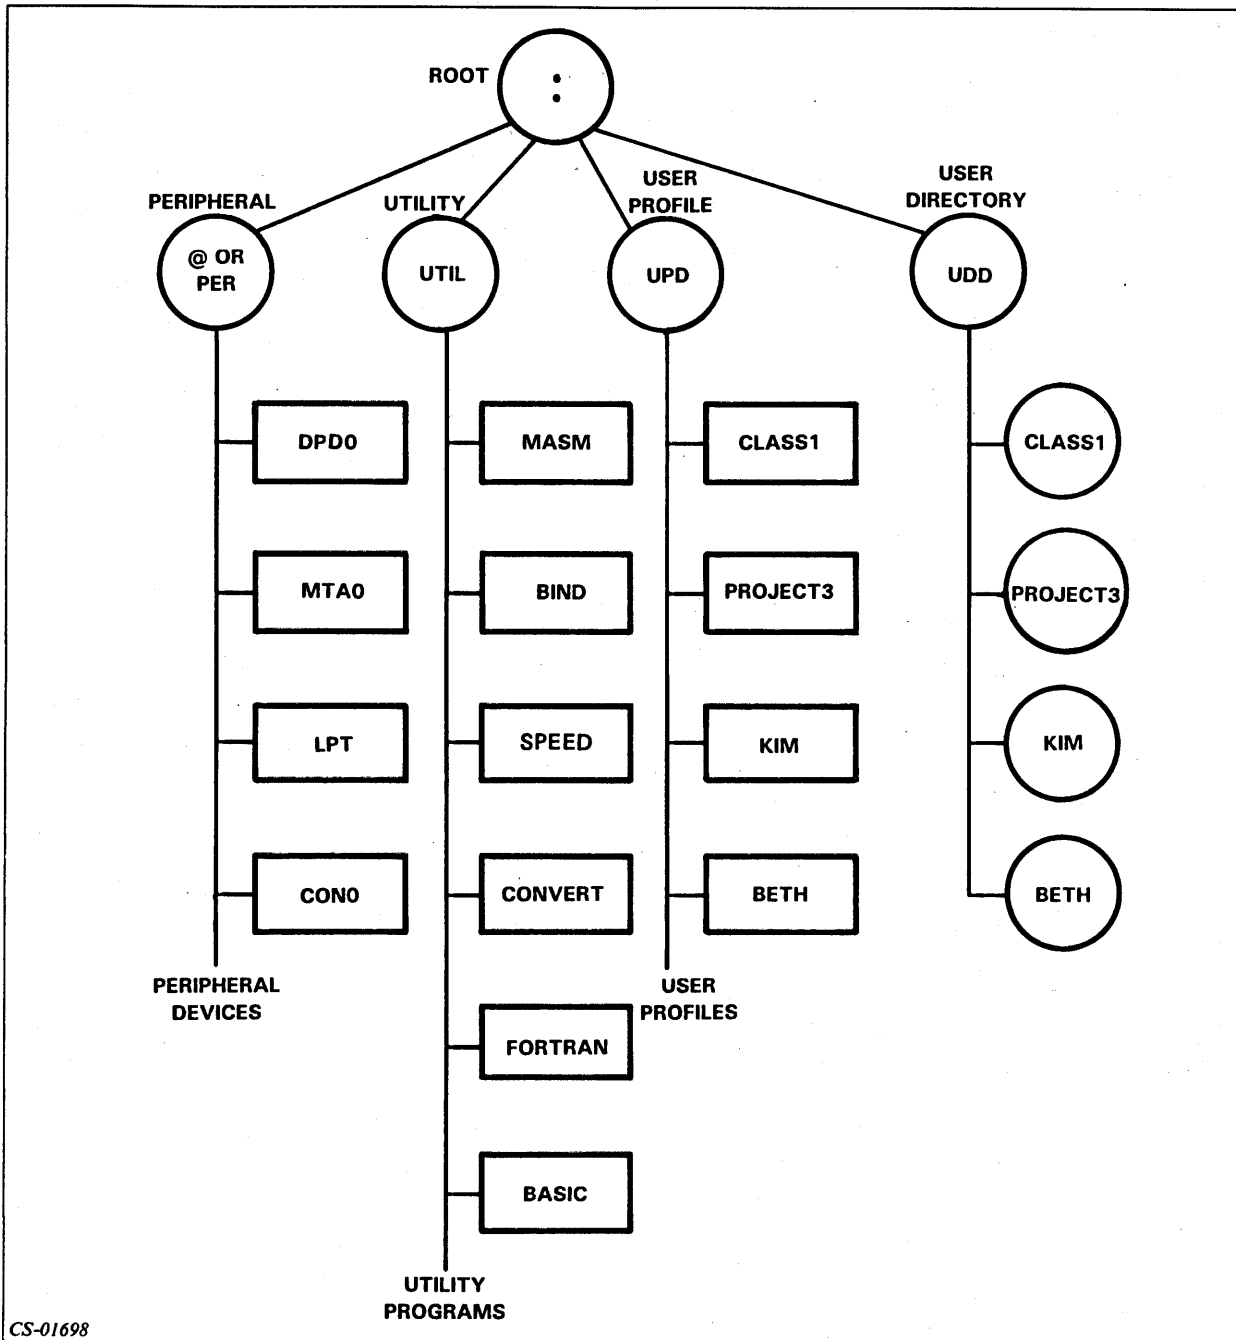 ROOT
:
PERIPHERAL
@ OR
PER
UTILITY
UTIL
USER
PROFILE
UPD
USER
DIRECTORY
UDD
DPD0
MTA0
LPT
CON0
PERIPHERAL
DEVICES
MASM
BIND
SPEED
CONVERT
FORTRAN
BASIC
UTILITY
PROGRAMS
CLASS1
PROJECT3
KIM
BETH
USER
PROFILES
CLASS1
PROJECT3
KIM
BETH
CS-01698